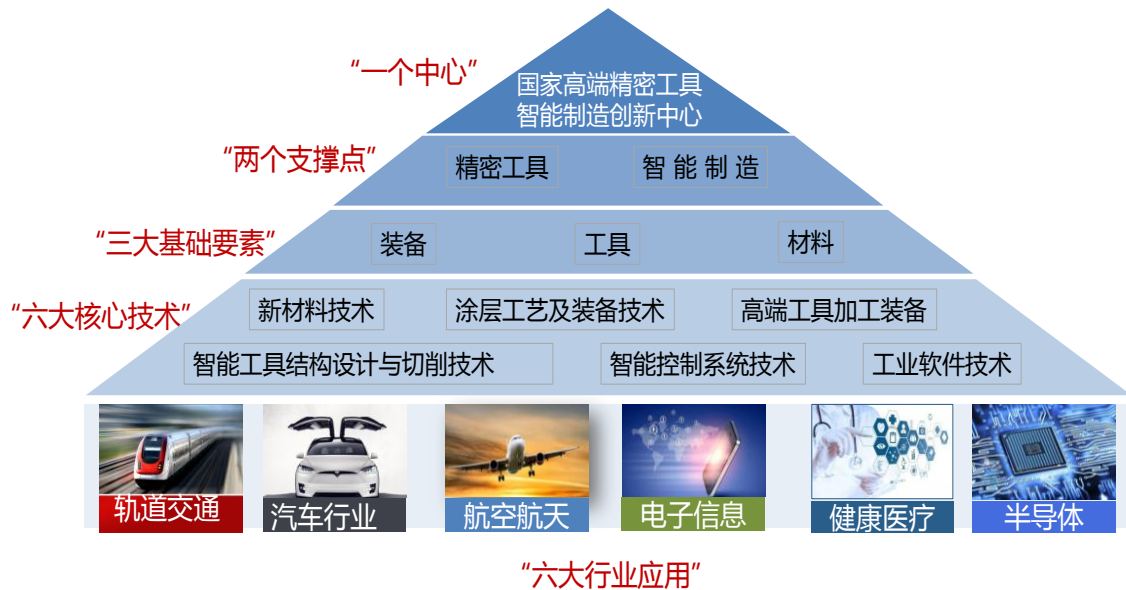 “一个中心”
国家高端精密工具
智能制造创新中心
“两个支撑点”
精密工具
智 能 制 造
“三大基础要素”
装备
工具
材料
“六大核心技术”
新材料技术
涂层工艺及装备技术
高端工具加工装备
智能工具结构设计与切削技术
智能控制系统技术
工业软件技术
轨道交通
汽车行业
航空航天
电子信息
健康医疗
半导体
“六大行业应用”